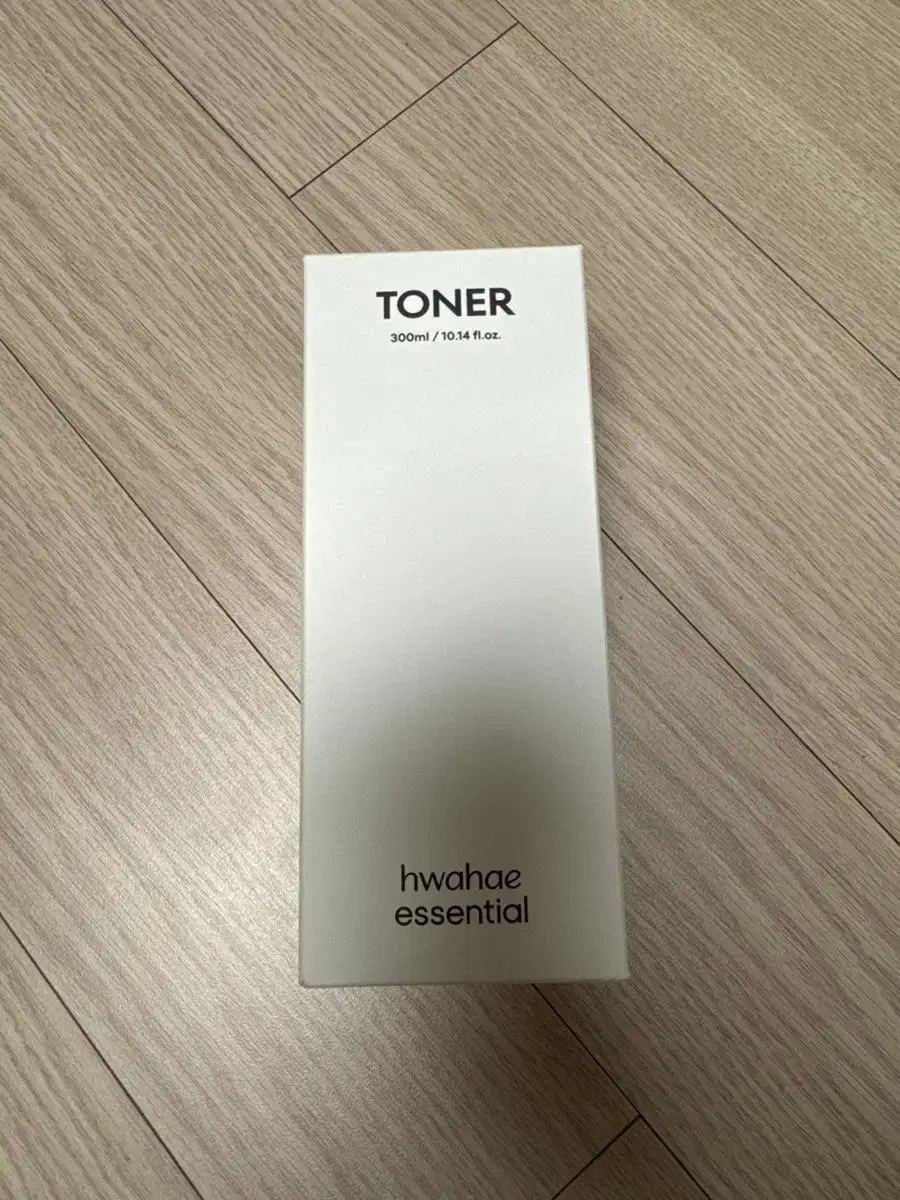 TONER
300ml / 10.14 fl.oz.
hwahae
essential